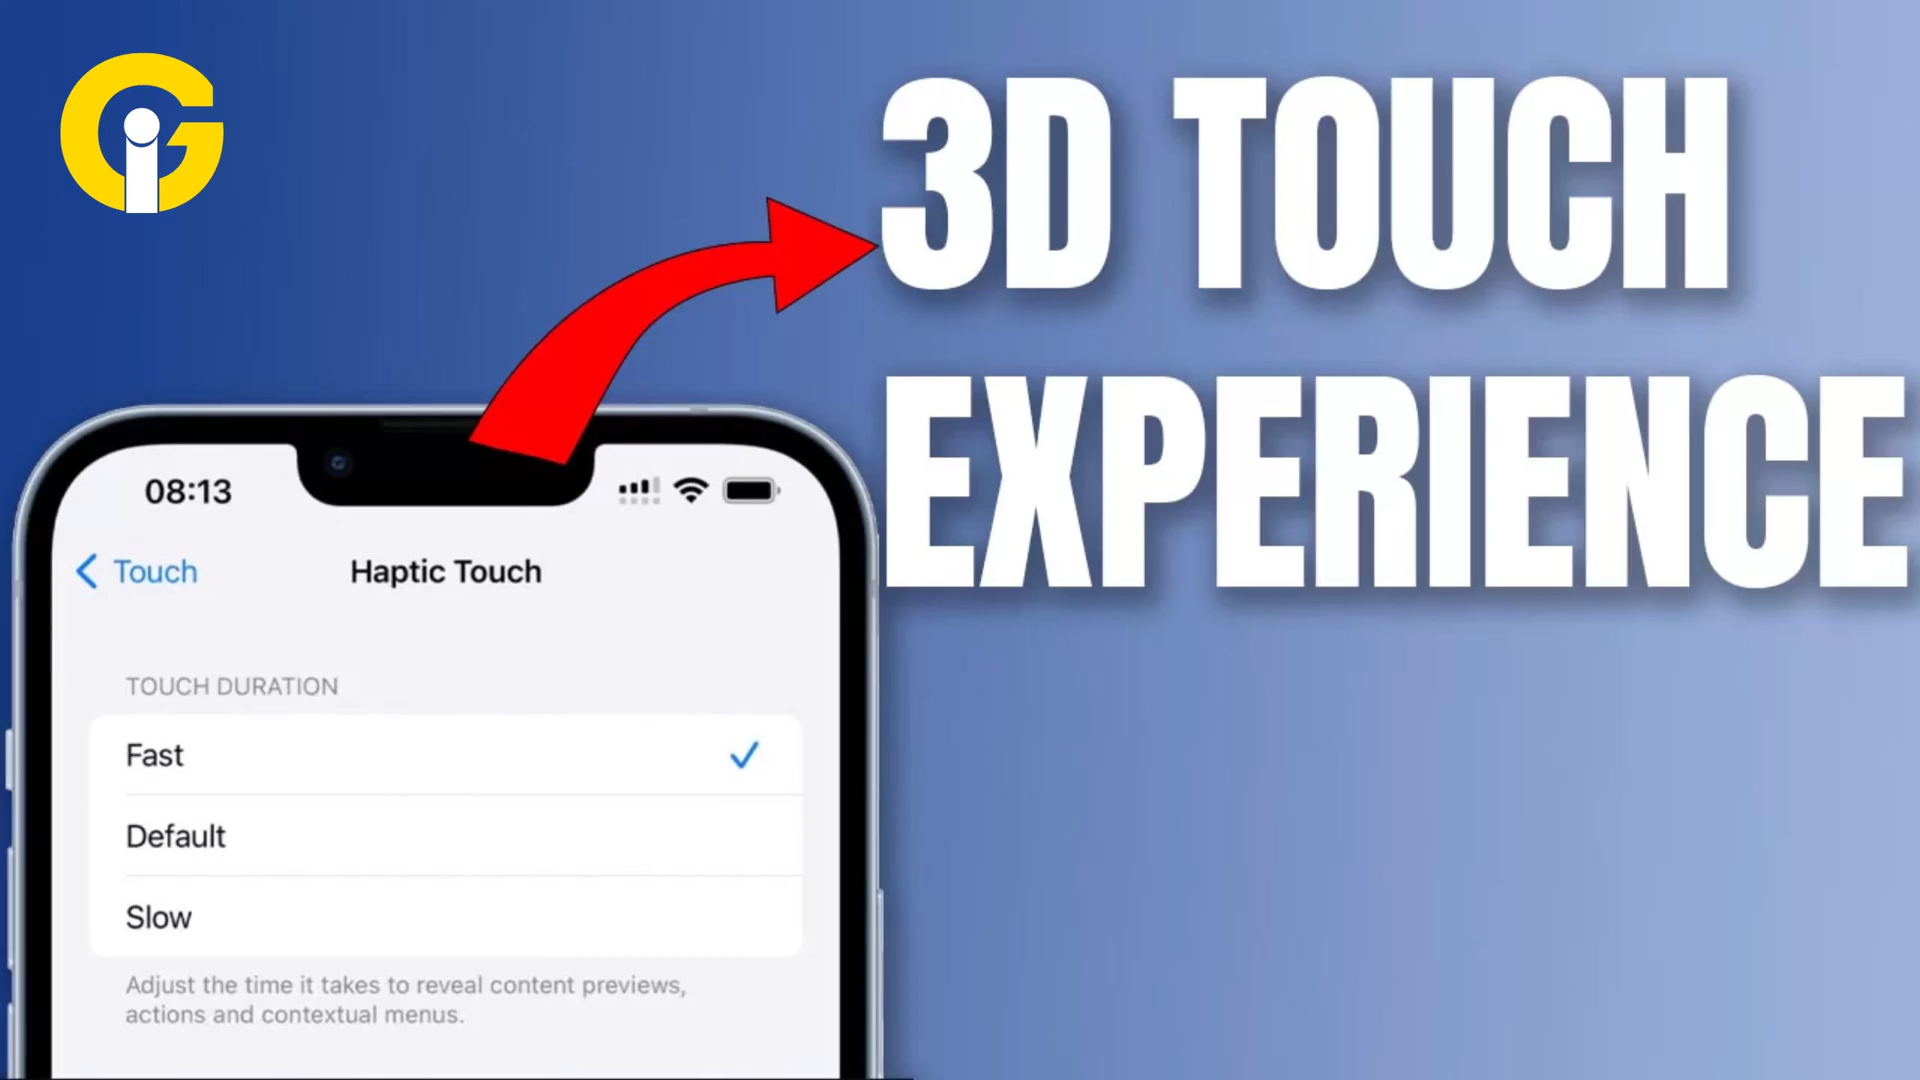 Gi
3D TOUCH
EXPERIENCE
08:13
Touch
Haptic Touch
TOUCH DURATION
Fast
Default
Slow
Adjust the time it takes to reveal content previews,
actions and contextual menus.